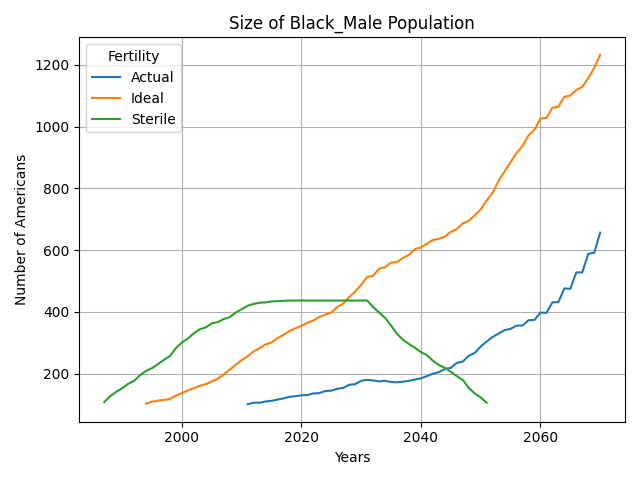 Size of Black_Male Population
Fertility
Actual
Ideal
Sterile
Number of Americans
1200
1000
800
600
400
200
2000
2020
2040
2060
Years